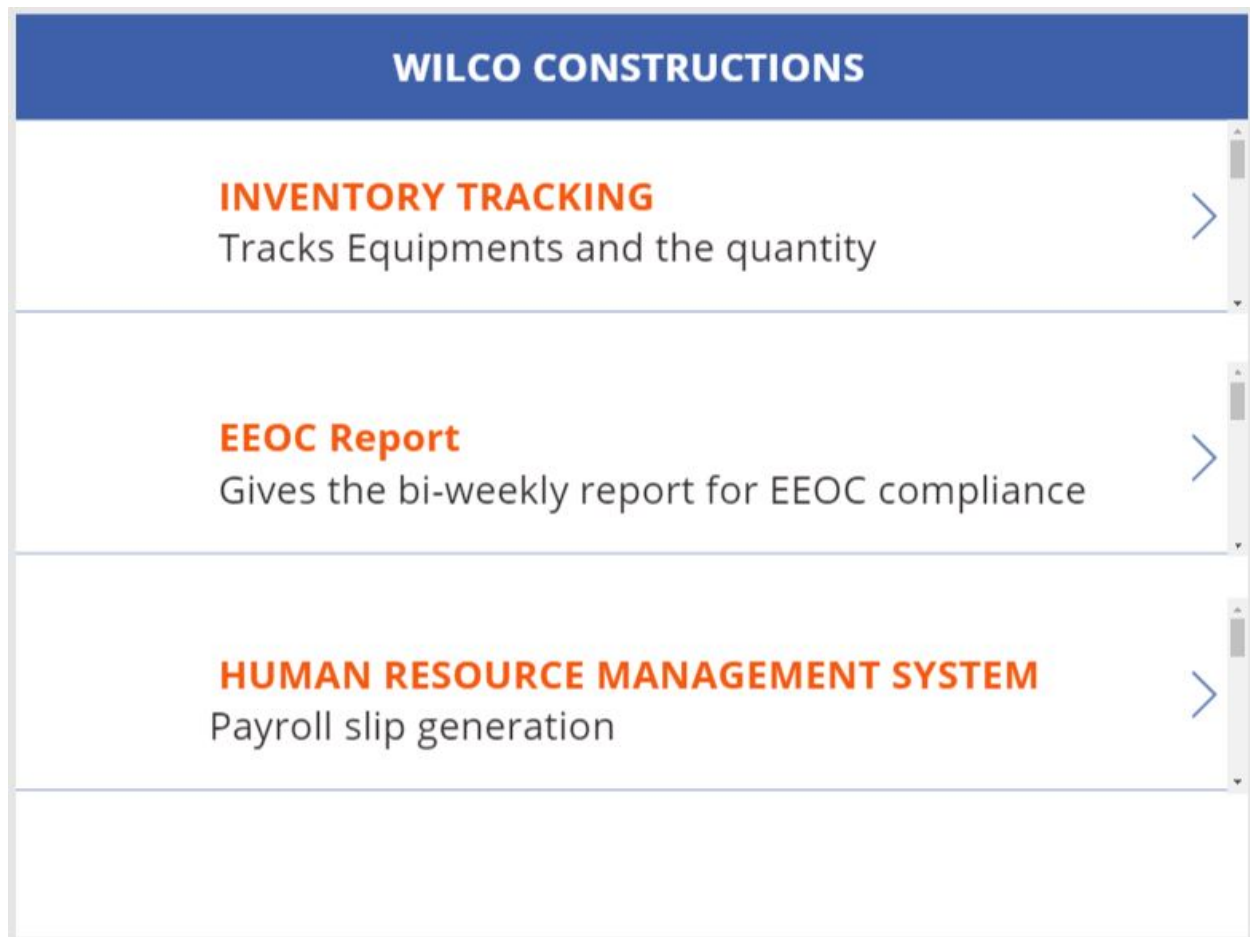 WILCO CONSTRUCTIONS
INVENTORY TRACKING
Tracks Equipments and the quantity
EEOC Report
Gives the bi-weekly report for EEOC compliance
HUMAN RESOURCE MANAGEMENT SYSTEM
Payroll slip generation